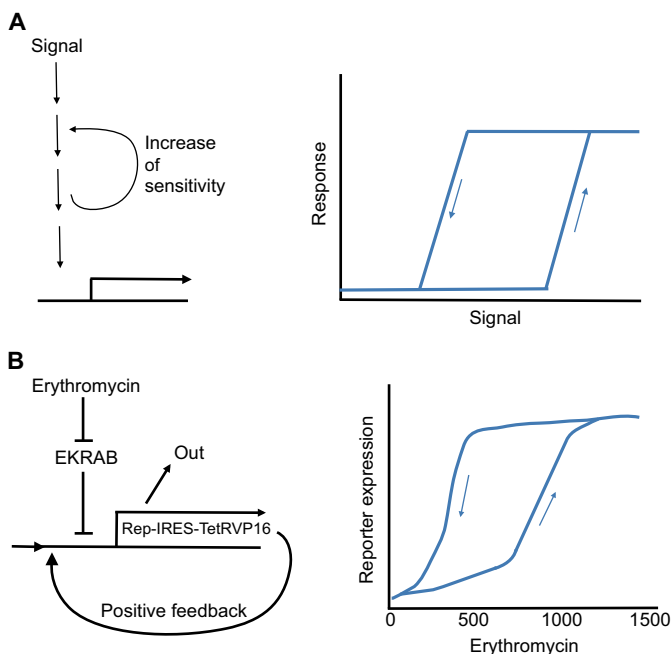 A
Signal
Increase
of
sensitivity
Response
Signal
B
Erythromycin
EKRAB
Out
Rep-IRES-TetRVP16
Positive feedback
Reporter expression
0
500
1000
1500
Erythromycin